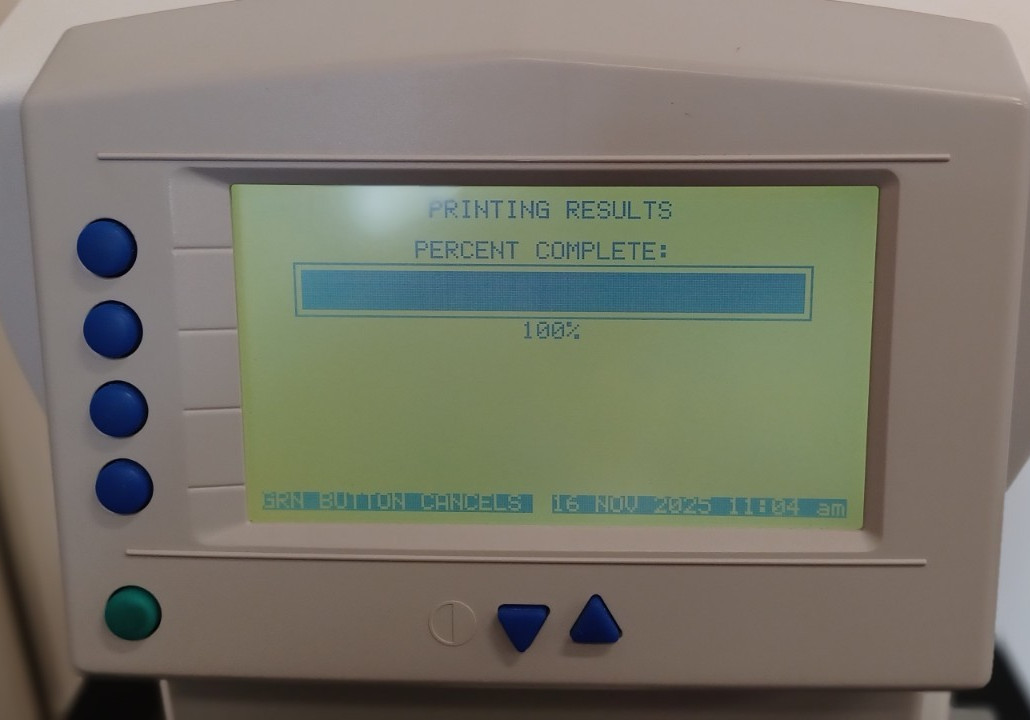 PRINTING RESULTS
PERCENT COMPLETE:
100%
GRN BUTTON CANCELS 16 NOV 2025 11:04 am